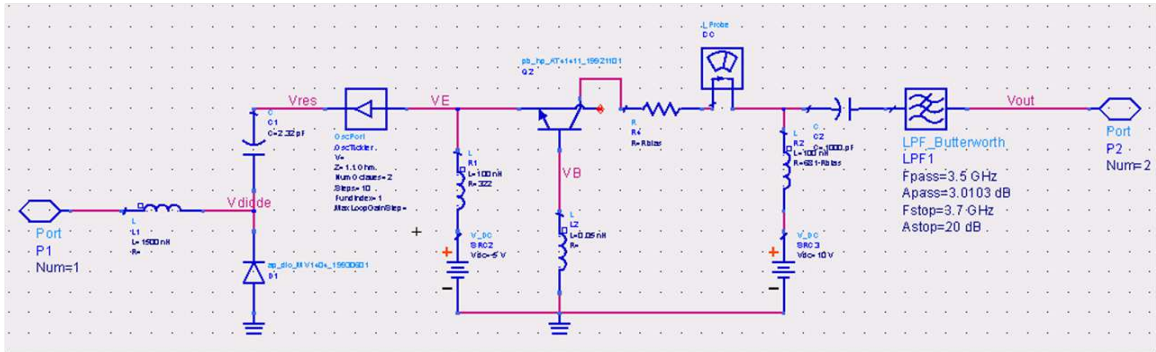 I_Probe
DC
Q2
Vres
VE
C
C1
C=2.32 pF
OscPort
OscTickler
V=
Z=1.1 Ohm
NumOctaves=2
Steps=10
FundIndex=1
MaxLoopGainStep=
L
R1
L=100 nH
R=322
VB
R
R4
R=Rbias
L
R2
L=100 nH
R=681-Rbias
C
C2
C=1000 pF
Vout
LPF_Butterworth
LPF1
Fpass=3.5 GHz
Apass=3.0103 dB
Fstop=3.7 GHz
Astop=20 dB
Port
P2
Num=2
Port
P1
Num=1
L
L1
L=1500 nH
R=
Vdiode
D1
V_DC
SRC2
L
L2
L=0.05 nH
R=
V_DC
SRC3
Vdc=10 V